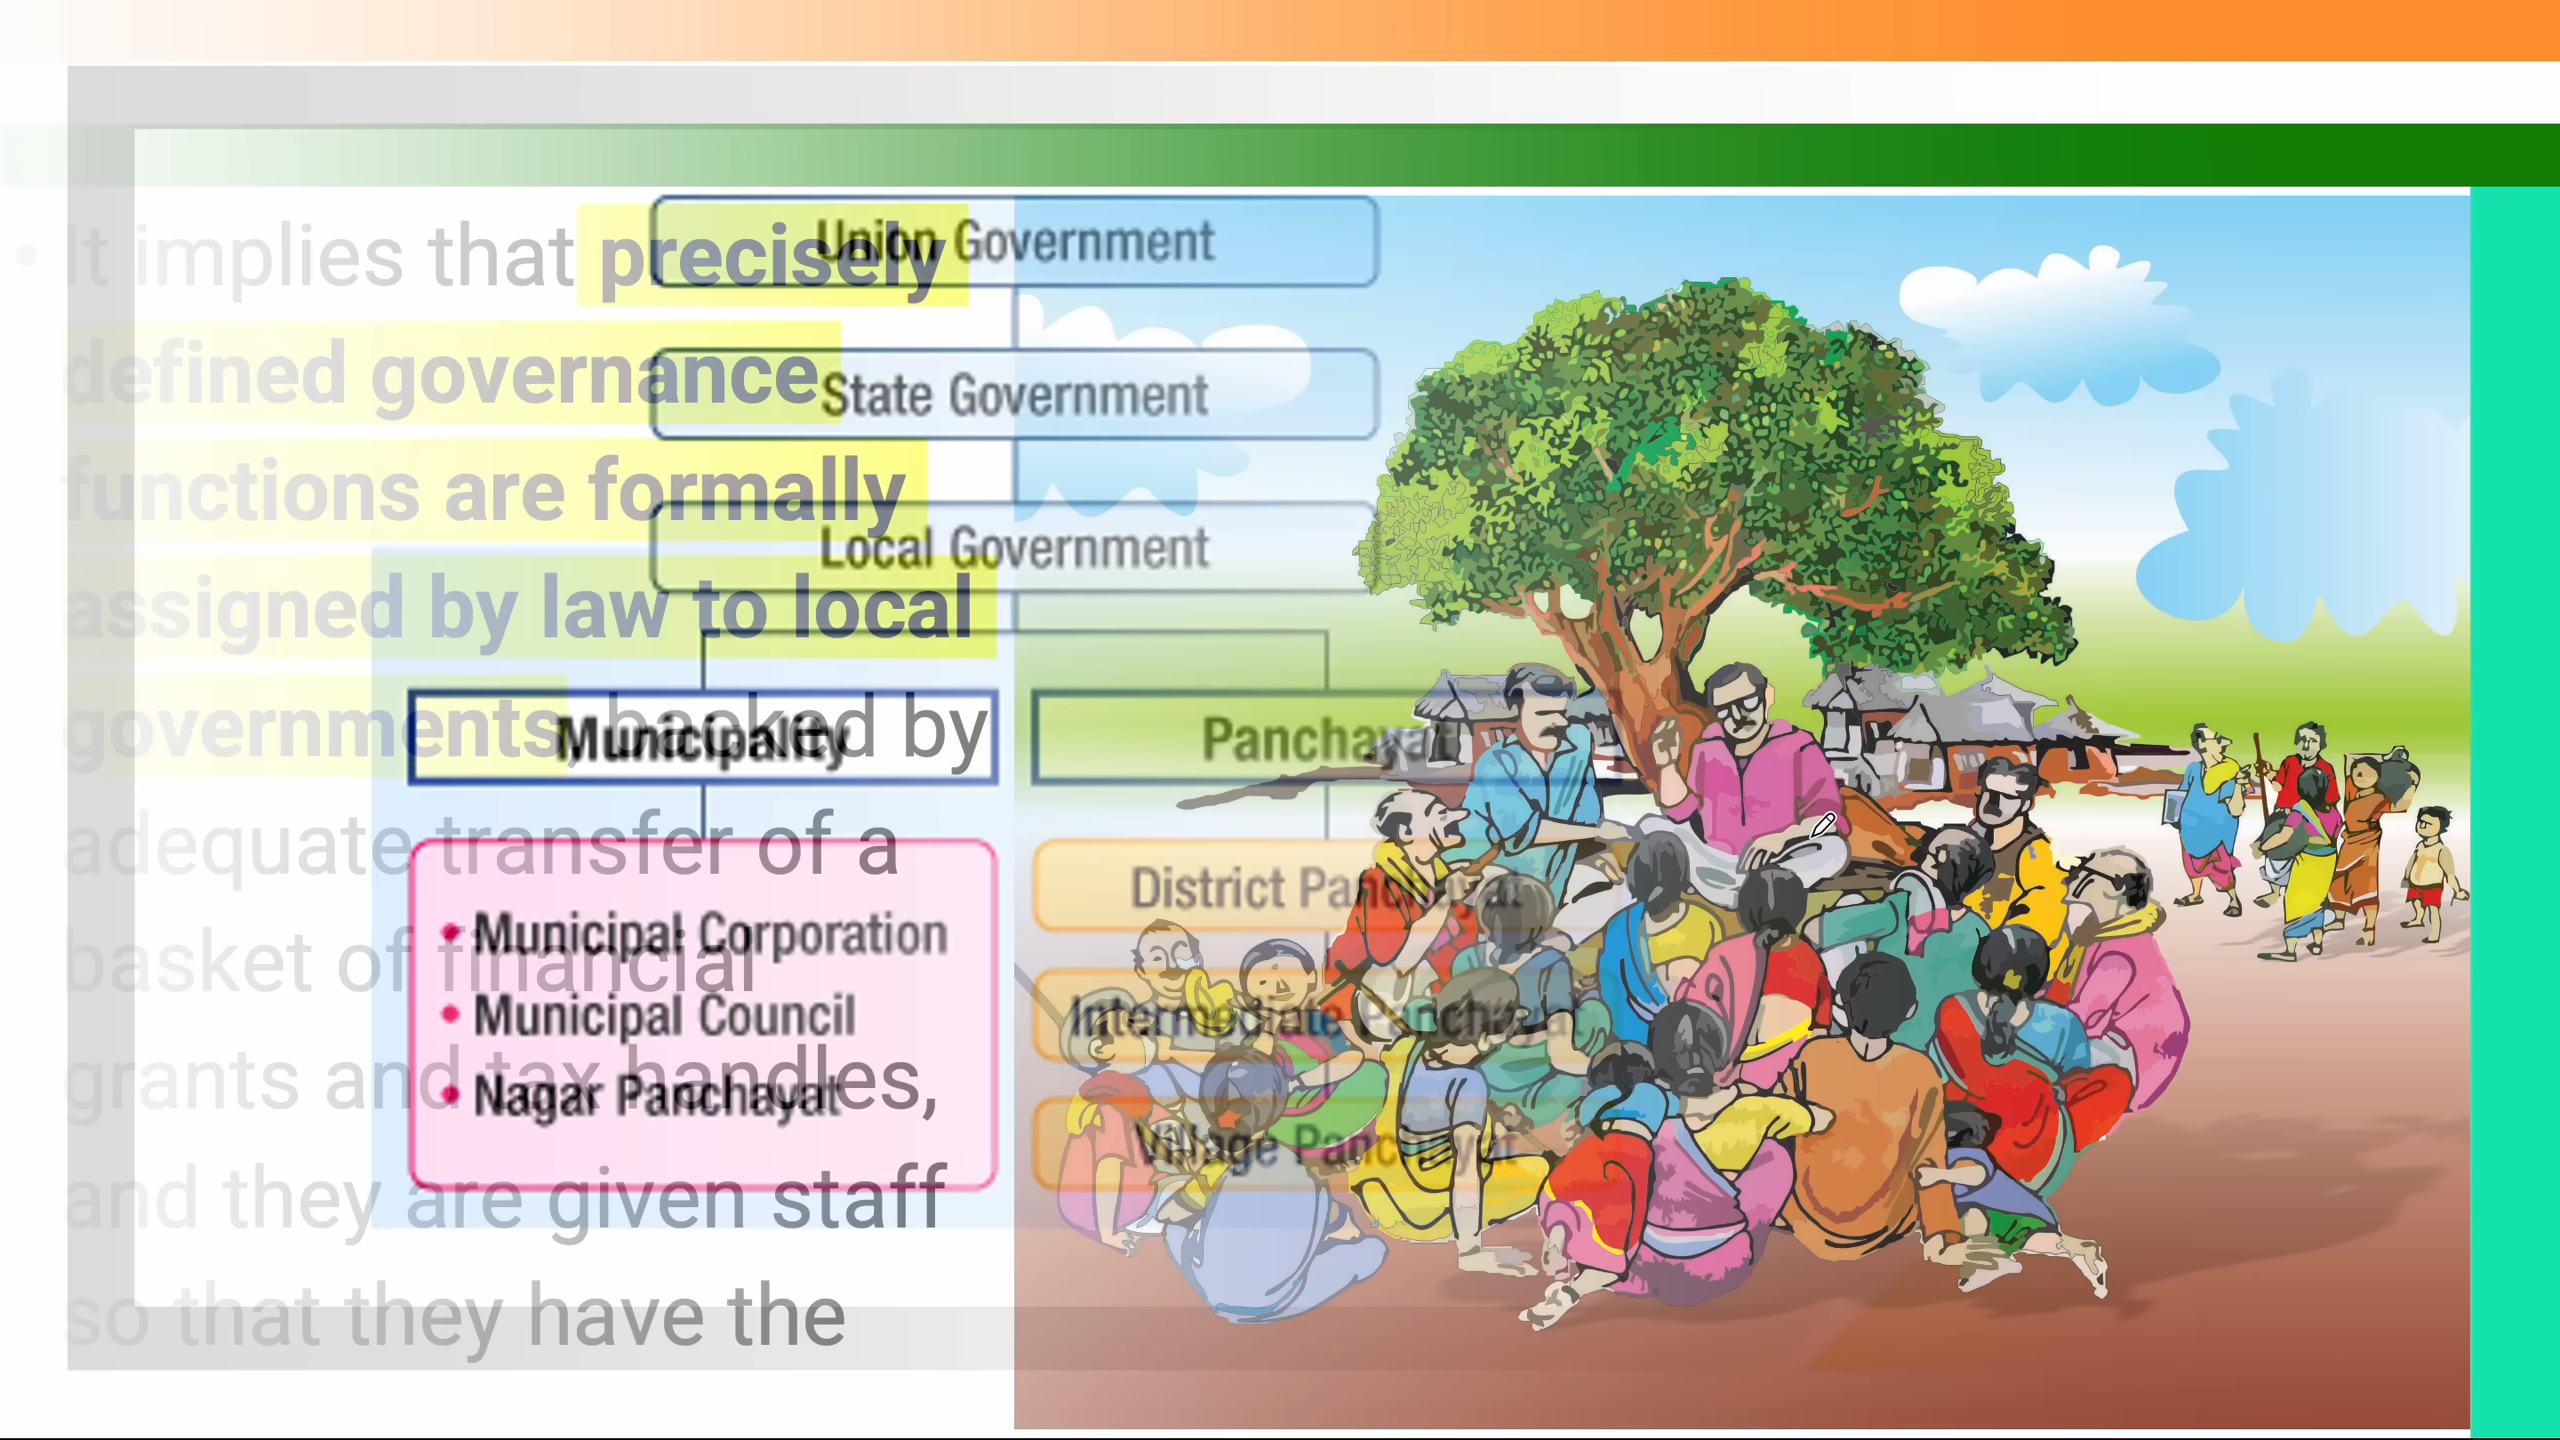 • It implies that precisely
defined governance
functions are formally
assigned by law to local
governments, backed by
adequate transfer of a
basket of financial
grants and tax handles,
and they are given staff
so that they have the
Union Government
State Government
Local Government
Municipality
• Municipal Corporation
• Municipal Council
• Nagar Panchayat
Panchayat
District Panchayat
Intermediate Panchayat
Village Panchayat